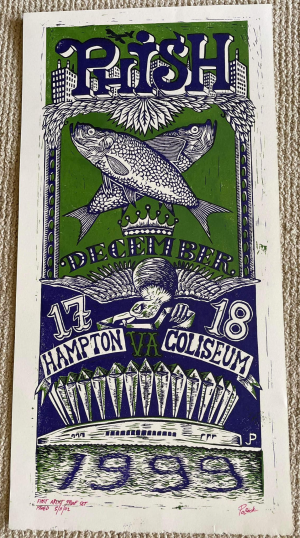 PHISH
DECEMBER
17 18
HAMPTON VA COLISEUM
JP
1999